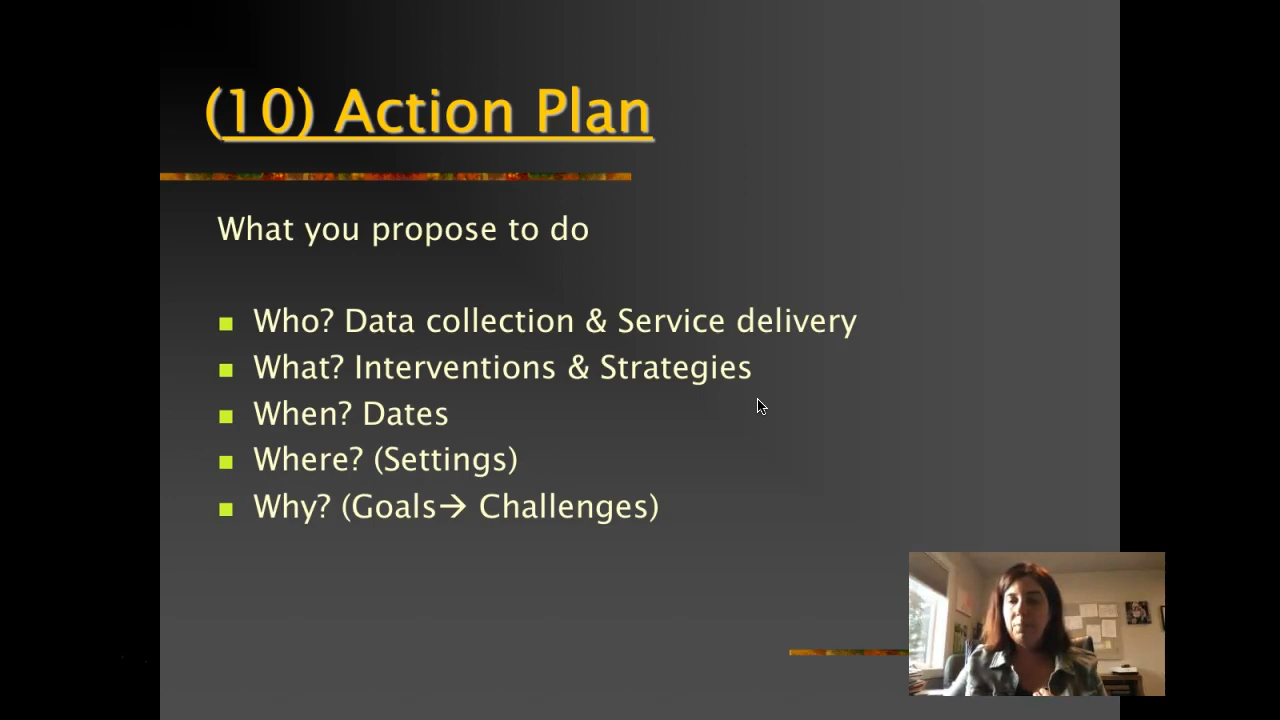 (10) Action Plan
What you propose to do
Who? Data collection & Service delivery
What? Interventions & Strategies
When? Dates
Where? (Settings)
Why? (Goals→ Challenges)